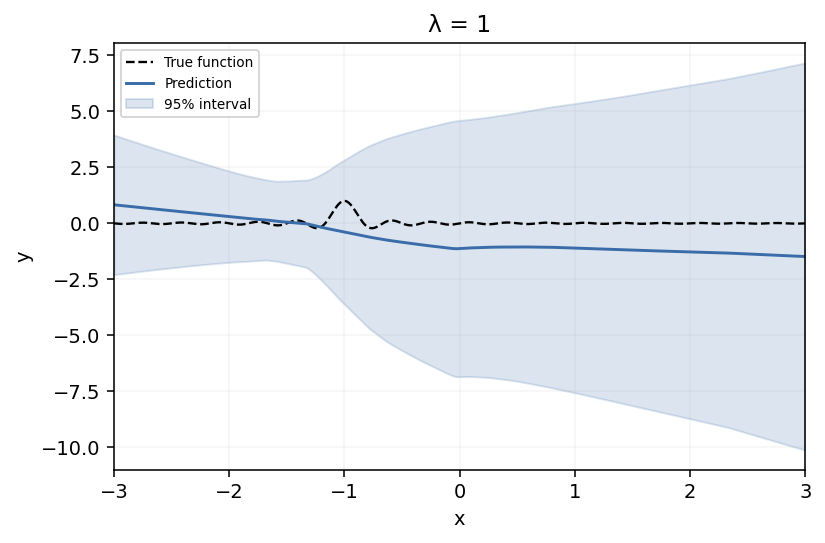 λ = 1
True function
Prediction
95% interval
7.5
5.0
2.5
0.0
−2.5
−5.0
−7.5
−10.0
y
−3 −2 −1 0 1 2 3
x